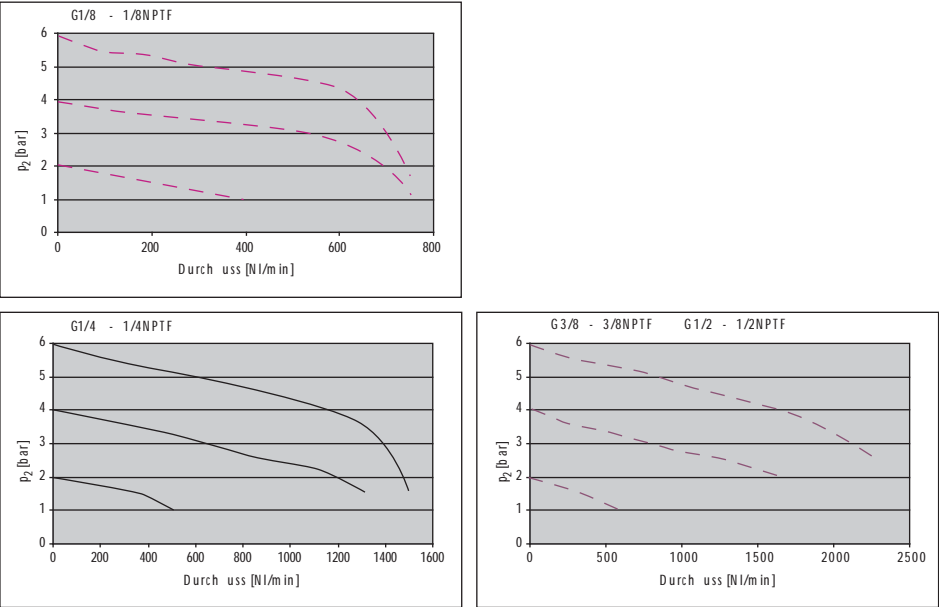 G1/8 - 1/8NPTF
6
5
4
3
2
1
0
p2 [bar]
0 200 400 600 800
Durch uss [Nl/min]
G1/4 - 1/4NPTF
6
5
4
3
2
1
0
p2 [bar]
0 200 400 600 800 1000 1200 1400 1600
Durch uss [Nl/min]
G3/8 - 3/8NPTF G1/2 - 1/2NPTF
6
5
4
3
2
1
0
p2 [bar]
0 500 1000 1500 2000 2500
Durch uss [Nl/min]